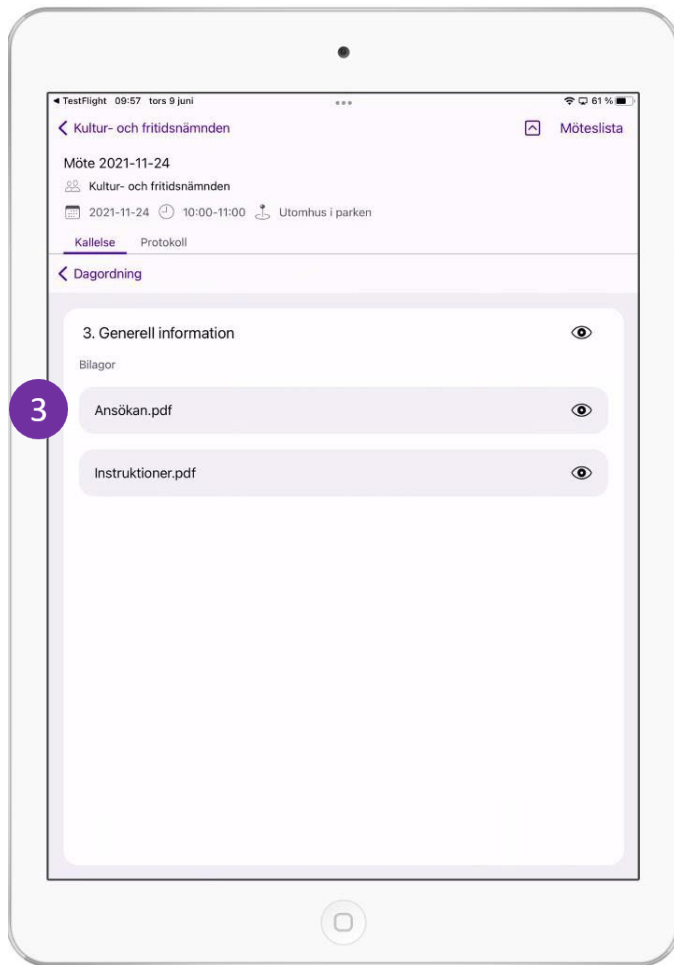 TestFlight 09:57 tors 9 juni 61 %
Kultur- och fritidsnämnden Möteslista
Möte 2021-11-24
Kultur- och fritidsnämnden
2021-11-24 10:00-11:00 Utomhus i parken
Kallelse Protokoll
Dagordning
3. Generell information
Bilagor
3 Ansökan.pdf
Instruktioner.pdf